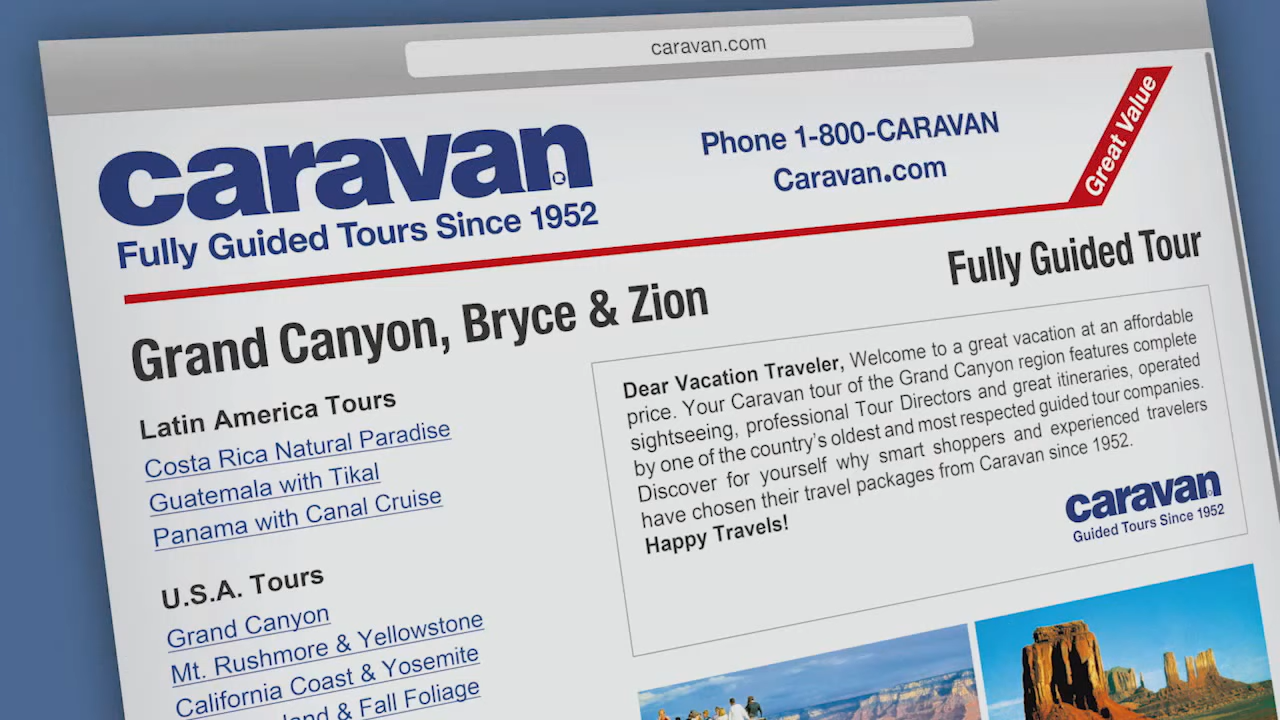 caravan.com
caravan
Fully Guided Tours Since 1952
Phone 1-800-CARAVAN
Caravan.com
Great Value
Grand Canyon, Bryce & Zion
Fully Guided Tour
Latin America Tours
Costa Rica Natural Paradise
Guatemala with Tikal
Panama with Canal Cruise
U.S.A. Tours
Grand Canyon
Mt. Rushmore & Yellowstone
California Coast & Yosemite
& Fall Foliage
Dear Vacation Traveler, Welcome to a great vacation at an affordable
price. Your Caravan tour of the Grand Canyon region features complete
sightseeing, professional Tour Directors and great itineraries, operated
by one of the country's oldest and most respected guided tour companies.
Discover for yourself why smart shoppers and experienced travelers
have chosen their travel packages from Caravan since 1952.
Happy Travels!
caravan
Guided Tours Since 1952